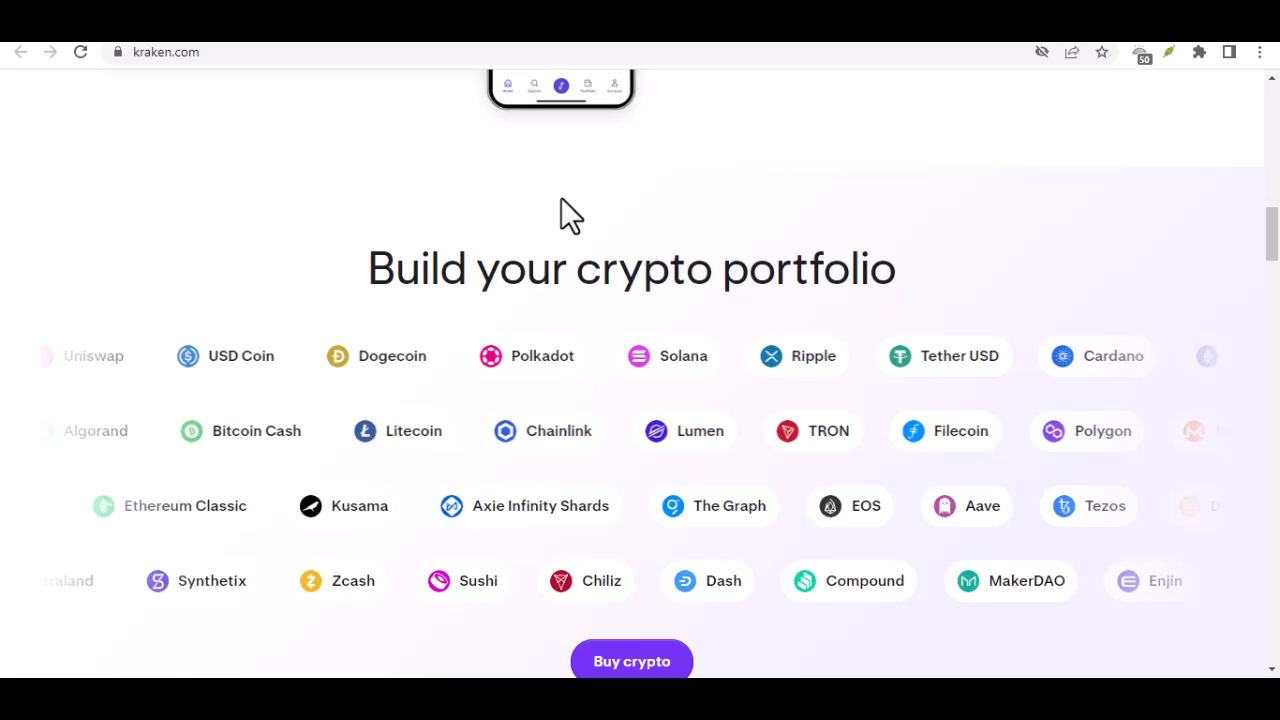 kraken.com
50
Build your crypto portfolio
Uniswap USD Coin Dogecoin Polkadot Solana Ripple Tether USD Cardano
Algorand Bitcoin Cash Litecoin Chainlink Lumen TRON Filecoin Polygon
Ethereum Classic Kusama Axie Infinity Shards The Graph EOS Aave Tezos D
raland Synthetix Zcash Sushi Chiliz Dash Compound MakerDAO Enjin
Buy crypto